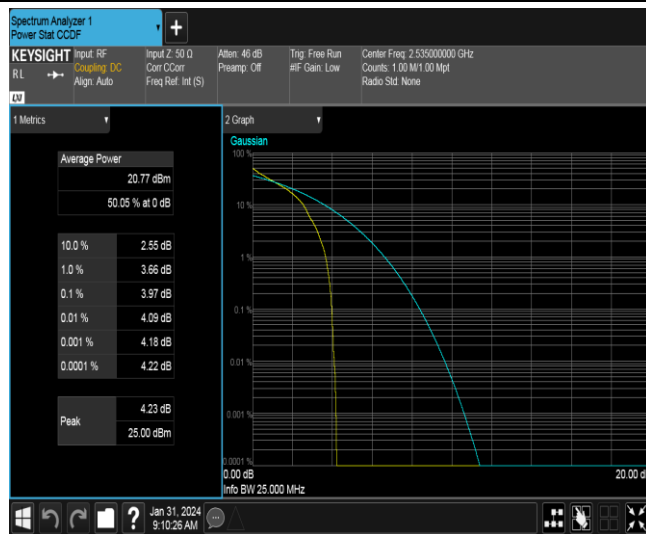 Spectrum Analyzer 1
Power Stat CCDF
+
KEYSIGHT
RL
LXI
Input: RF
Coupling: DC
Align: Auto
Input Z: 50 Ω
Corr CCorr
Freq Ref: Int (S)
Atten: 46 dB
Preamp: Off
Trig: Free Run
#IF Gain: Low
Center Freq: 2.535000000 GHz
Counts: 1.00 M/1.00 Mpt
Radio Std: None
1 Metrics
Average Power
20.77 dBm
50.05 % at 0 dB
10.0 % 2.55 dB
1.0 % 3.66 dB
0.1 % 3.97 dB
0.01 % 4.09 dB
0.001 % 4.18 dB
0.0001 % 4.22 dB
Peak
4.23 dB
25.00 dBm
2 Graph
Gaussian
100 %
10 %
1 %
0.1 %
0.01 %
0.001 %
0.0001 %
0.00 dB
20.00 d
Info BW 25.000 MHz
?
Jan 31, 2024
9:10:26 AM